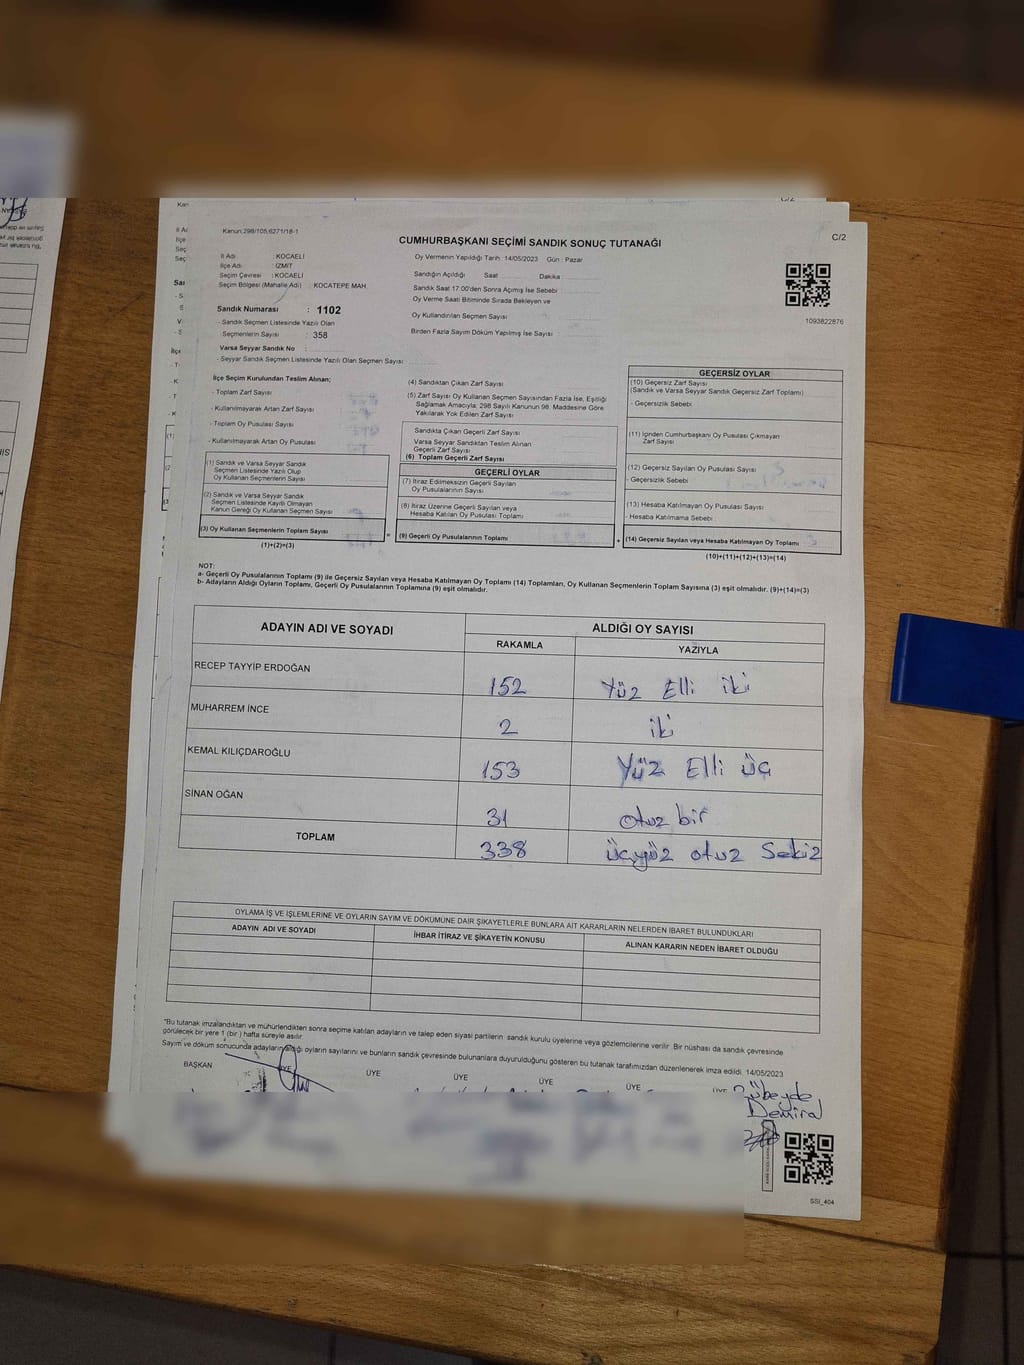 C/2
Kanun:298/105,6271/18-1
CUMHURBAŞKANI SEÇİMİ SANDIK SONUÇ TUTANAĞI
İl Adı : KOCAELİ
İlçe Adı : İZMİT
Seçim Çevresi : KOCAELİ
Seçim Bölgesi (Mahalle Adı) : KOCATEPE MAH.
Oy Vermenin Yapıldığı Tarih : 14/05/2023 Gün : Pazar
Sandığın Açıldığı Saat Dakika
Sandık Saat 17:00'den Sonra Açımış İse Sebebi
Oy Verme Saati Bitiminde Sırada Bekleyen ve
Oy Kullandırılan Seçmen Sayısı
Birden Fazla Sayım Döküm Yapılmış İse Sayısı
1093822876
Sandık Numarası : 1102
- Sandık Seçmen Listesinde Yazılı Olan
Seçmenlerin Sayısı : 358
Varsa Seyyar Sandık No :
- Seyyar Sandık Seçmen Listesinde Yazılı Olan Seçmen Sayısı
İlçe Seçim Kurulundan Teslim Alınan;
- Toplam Zarf Sayısı
- Kullanılmayarak Artan Zarf Sayısı
- Toplam Oy Pusulası Sayısı
- Kullanılmayarak Artan Oy Pusulası
(1) Sandık ve Varsa Seyyar Sandık
Seçmen Listesinde Yazılı Olup
Oy Kullanan Seçmenlerin Sayısı
(2) Sandık ve Varsa Seyyar Sandık
Seçmen Listesinde Kayıtlı Olmayan
Kanun Gereği Oy Kullanan Seçmen Sayısı
(3) Oy Kullanan Seçmenlerin Toplam Sayısı
(1)+(2)=(3)
=
(4) Sandıktan Çıkan Zarf Sayısı
(5) Zarf Sayısı Oy Kullanan Seçmen Sayısından Fazla İse, Eşitliği
Sağlamak Amacıyla; 298 Sayılı Kanunun 98. Maddesine Göre
Yakılarak Yok Edilen Zarf Sayısı
Sandıkta Çıkan Geçerli Zarf Sayısı
Varsa Seyyar Sandıktan Teslim Alınan
Geçerli Zarf Sayısı
(6) Toplam Geçerli Zarf Sayısı
GEÇERLİ OYLAR
(7) İtiraz Edilmeksizin Geçerli Sayılan
Oy Pusulalarının Sayısı
(8) İtiraz Üzerine Geçerli Sayılan veya
Hesaba Katılan Oy Pusulası Toplamı
(9) Geçerli Oy Pusulalarının Toplamı
+
GEÇERSİZ OYLAR
(10) Geçersiz Zarf Sayısı
(Sandık ve Varsa Seyyar Sandık Geçersiz Zarf Toplamı)
- Geçersizlik Sebebi
(11) İçinden Cumhurbaşkanı Oy Pusulası Çıkmayan
Zarf Sayısı
(12) Geçersiz Sayılan Oy Pusulası Sayısı
- Geçersizlik Sebebi
(13) Hesaba Katılmayan Oy Pusulası Sayısı
- Hesaba Katılmama Sebebi
(14) Geçersiz Sayılan veya Hesaba Katılmayan Oy Toplamı
(10)+(11)+(12)+(13)=(14)
NOT:
a- Geçerli Oy Pusulalarının Toplamı (9) ile Geçersiz Sayılan veya Hesaba Katılmayan Oy Toplamı (14) Toplamları, Oy Kullanan Seçmenlerin Toplam Sayısına (3) eşit olmalıdır. (9)+(14)=(3)
b- Adayların Aldığı Oyların Toplamı, Geçerli Oy Pusulalarının Toplamına (9) eşit olmalıdır.
ADAYIN ADI VE SOYADI ALDIĞI OY SAYISI
RAKAMLA YAZIYLA
RECEP TAYYİP ERDOĞAN 152 Yüz Elli iki
MUHARREM İNCE 2 iki
KEMAL KILIÇDAROĞLU 153 Yüz Elli üç
SİNAN OĞAN 31 otuz bir
TOPLAM 338 üçyüz otuz Sekiz
OYLAMA İŞ VE İŞLEMLERİNE VE OYLARIN SAYIM VE DÖKÜMÜNE DAİR ŞİKAYETLERLE BUNLARA AİT KARARLARIN NELERDEN İBARET BULUNDUKLARI
ADAYIN ADI VE SOYADI İHBAR İTİRAZ VE ŞİKAYETİN KONUSU ALINAN KARARIN NEDEN İBARET OLDUĞU
*Bu tutanak imzalandıktan ve mühürlendikten sonra seçime katılan adayların ve talep eden siyasi partilerin sandık kurulu üyelerine veya gözlemcilerine verilir. Bir nüshası da sandık çevresinde
görülecek bir yere 1 (bir ) hafta süreyle asılır.
Sayım ve döküm sonucunda adayların aldığı oyların sayılarını ve bunların sandık çevresinde bulunanlara duyurulduğunu gösteren bu tutanak tarafımızdan düzenlenerek imza edildi. 14/05/2023
BAŞKAN ÜYE ÜYE ÜYE ÜYE ÜYE ÜYE
Demiral
SSI_404